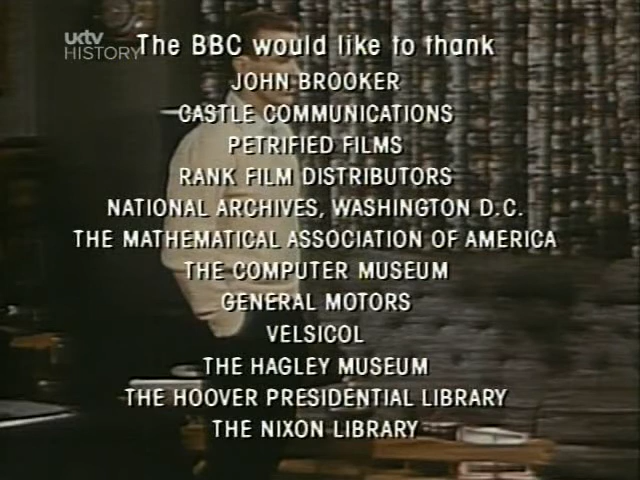 uktv
HISTORY
The BBC would like to thank
JOHN BROOKER
CASTLE COMMUNICATIONS
PETRIFIED FILMS
RANK FILM DISTRIBUTORS
NATIONAL ARCHIVES, WASHINGTON D.C.
THE MATHEMATICAL ASSOCIATION OF AMERICA
THE COMPUTER MUSEUM
GENERAL MOTORS
VELSICOL
THE HAGLEY MUSEUM
THE HOOVER PRESIDENTIAL LIBRARY
THE NIXON LIBRARY